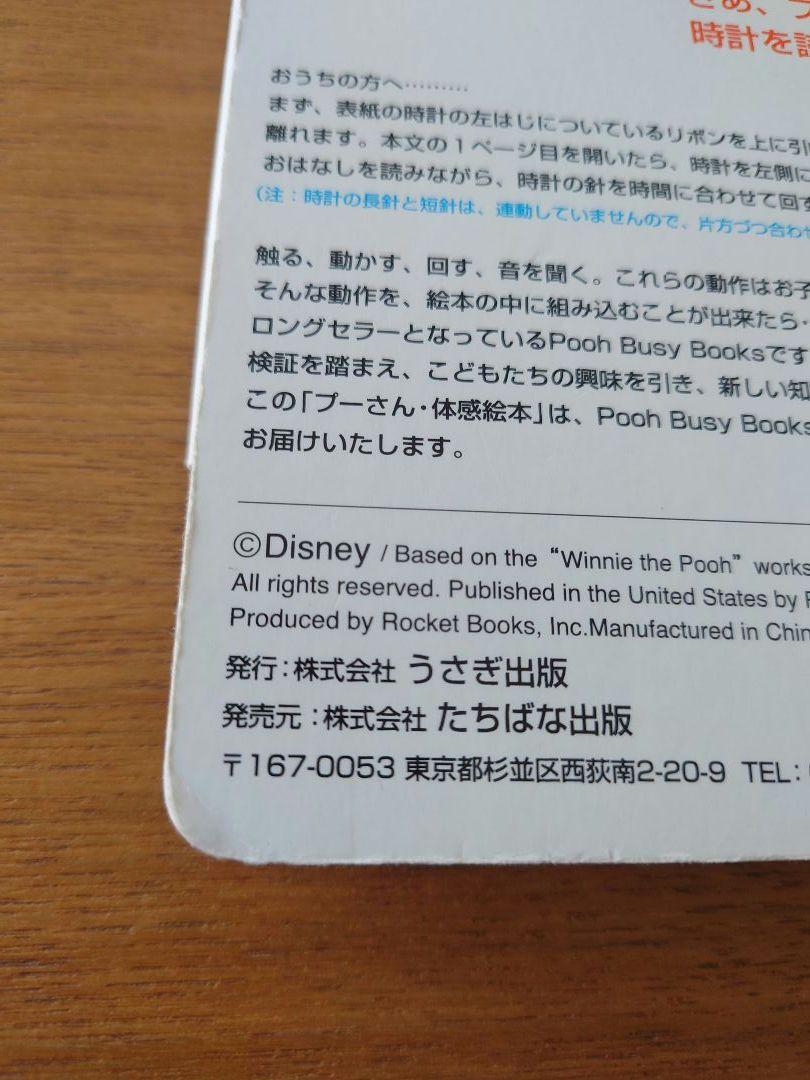 時計を
おうちの方へ………
まず、表紙の時計の左はじについているリボンを上に引
離れます。本文の1ページ目を開いたら、時計を左側に
おはなしを読みながら、時計の針を時間に合わせて回す
(注：時計の長針と短針は、連動していませんので、片方づつ合わせ
触る、動かす、回す、音を聞く。これらの動作はお子
そんな動作を、絵本の中に組み込むことが出来たら‥
ロングセラーとなっているPooh Busy Booksです
検証を踏まえ、こどもたちの興味を引き、新しい知
この「プーさん・体感絵本」は、Pooh Busy Books
お届けいたします。
©Disney / Based on the “Winnie the Pooh” works
All rights reserved. Published in the United States by
Produced by Rocket Books, Inc.Manufactured in Chin
発行：株式会社 うさぎ出版
発売元：株式会社 たちばな出版
〒167-0053 東京都杉並区西荻南2-20-9 TEL：